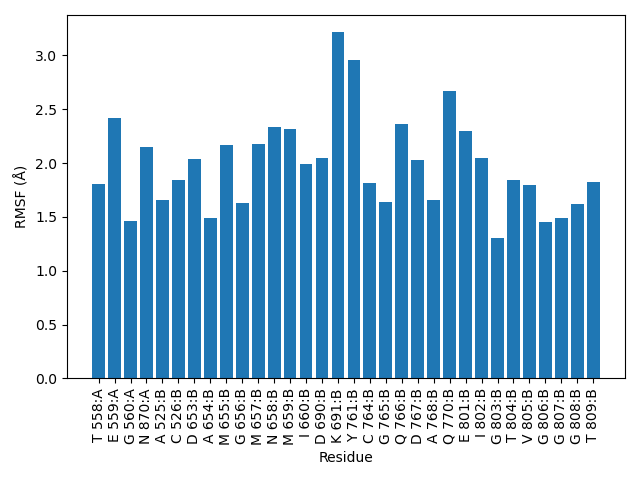 3.0
2.5
2.0
1.5
1.0
0.5
0.0
RMSF (Å)
T 558:A
E 559:A
G 560:A
N 870:A
A 525:B
C 526:B
D 653:B
A 654:B
M 655:B
G 656:B
M 657:B
N 658:B
M 659:B
I 660:B
D 690:B
K 691:B
Y 761:B
C 764:B
G 765:B
Q 766:B
D 767:B
A 768:B
Q 770:B
E 801:B
I 802:B
G 803:B
T 804:B
V 805:B
G 806:B
G 807:B
G 808:B
T 809:B
Residue